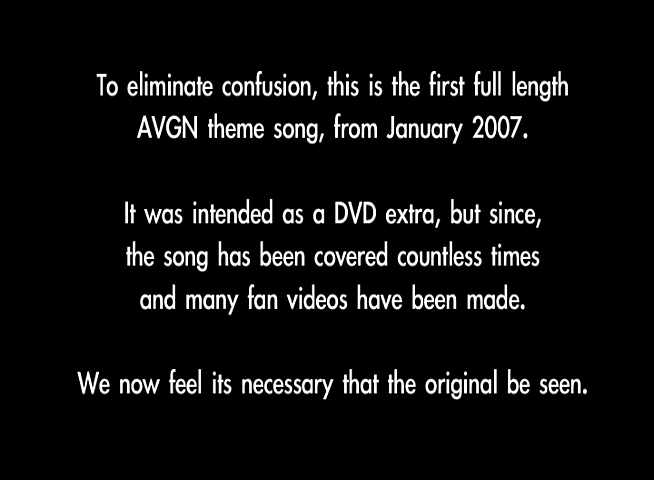 To eliminate confusion, this is the first full length
AVGN theme song, from January 2007.
It was intended as a DVD extra, but since,
the song has been covered countless times
and many fan videos have been made.
We now feel its necessary that the original be seen.